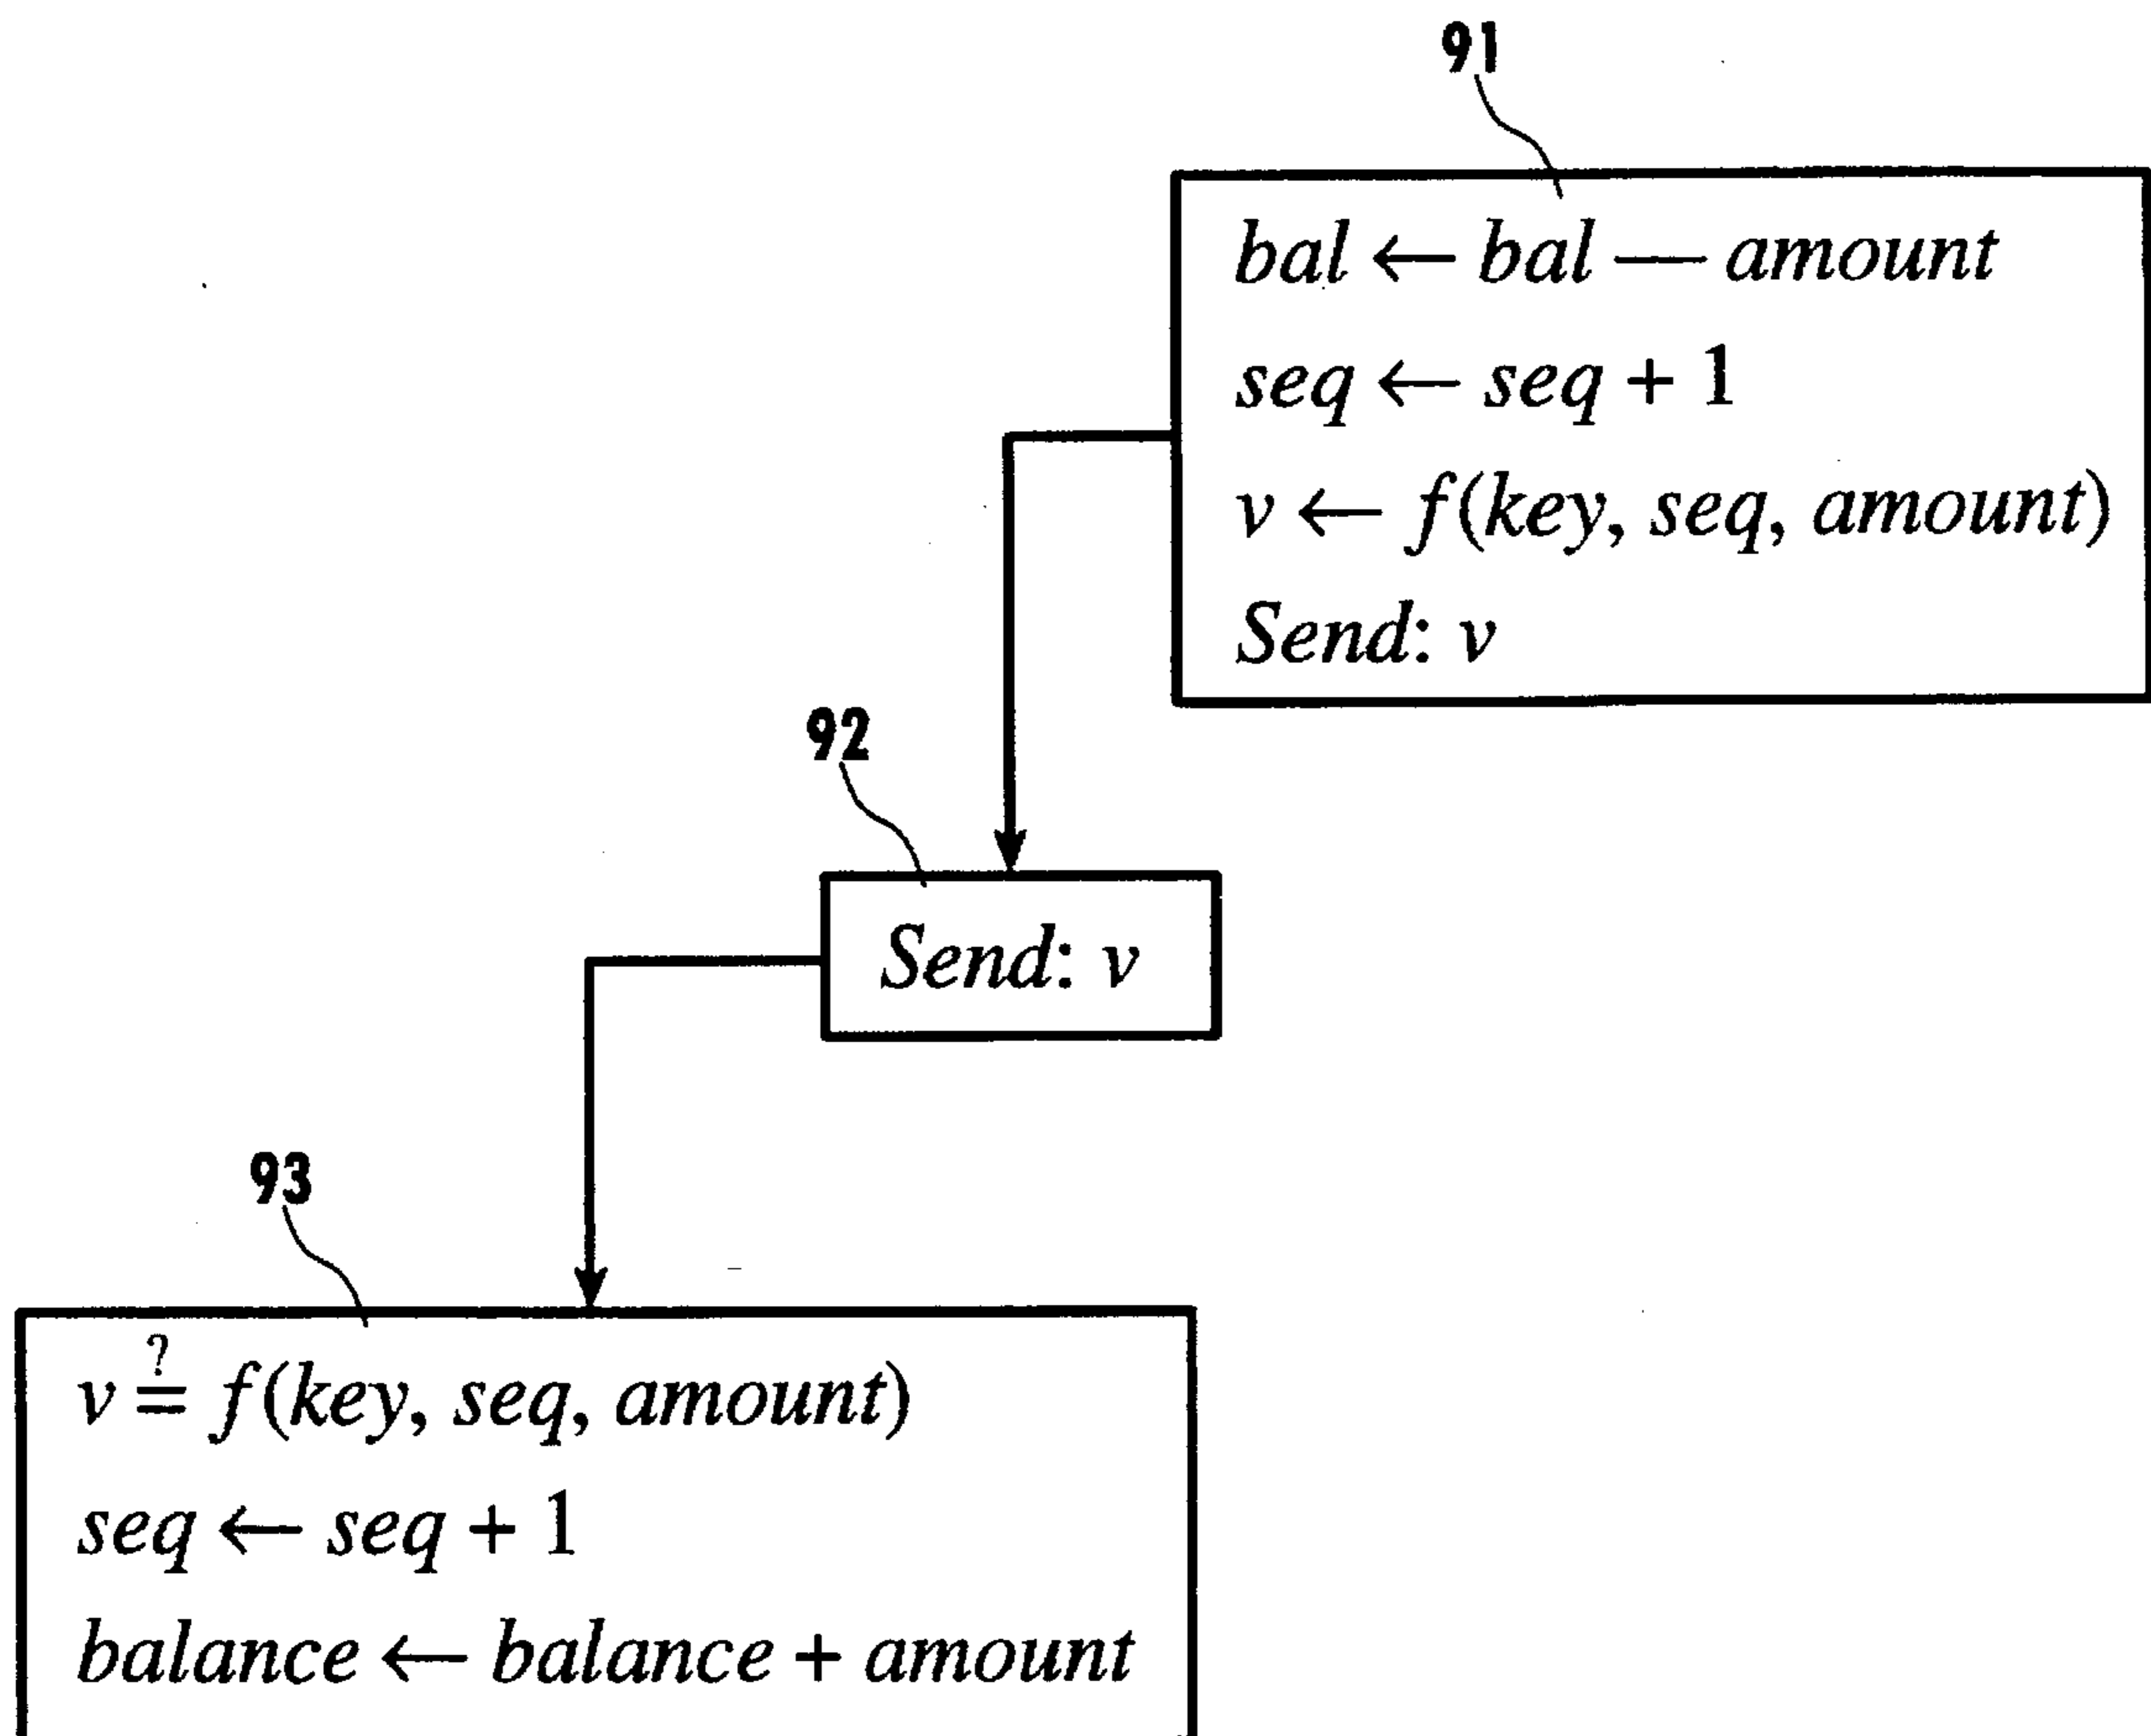 91
bal ← bal — amount
seq ← seq + 1
v ← f(key, seq, amount)
Send: v
92
Send: v
93
v ≟ f(key, seq, amount)
seq ← seq + 1
balance ← balance + amount